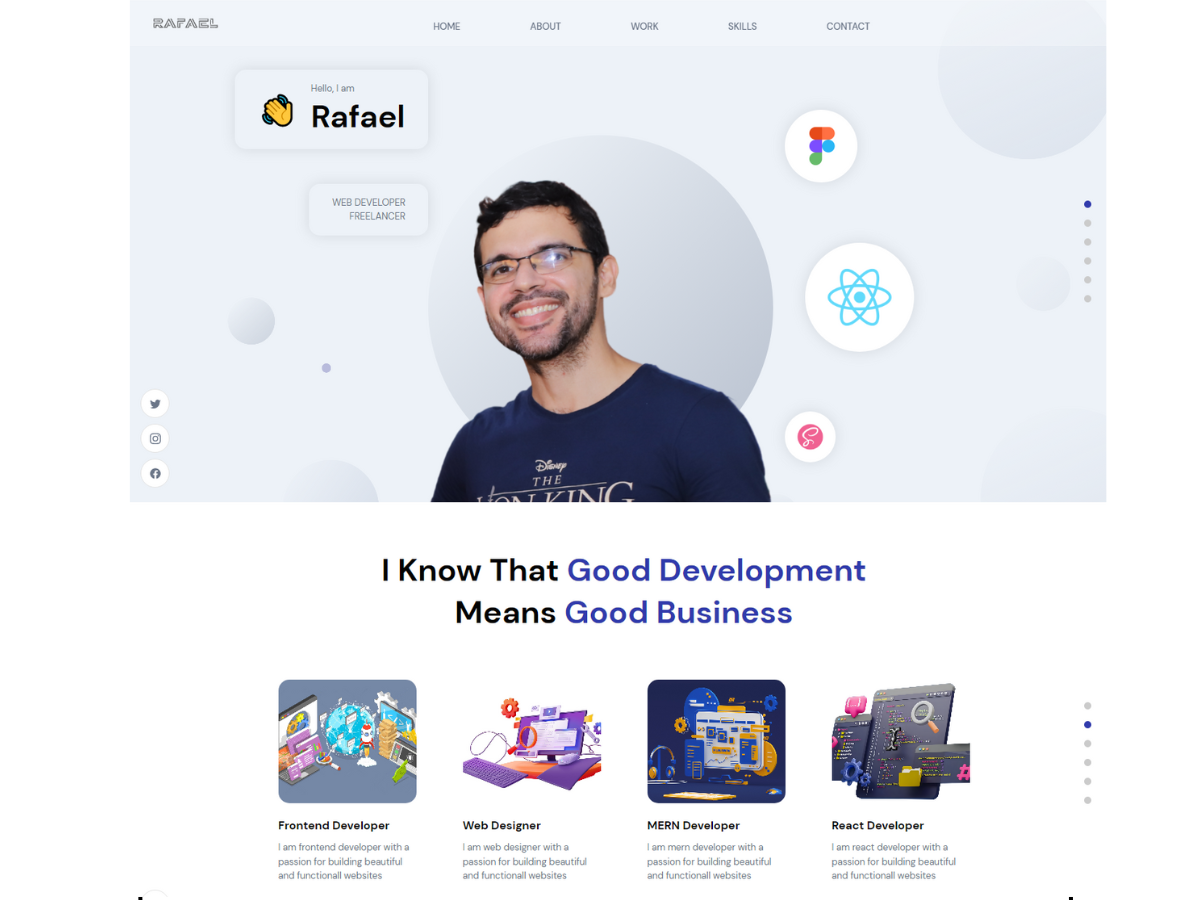 RAFAEL
HOME ABOUT WORK SKILLS CONTACT
Hello, I am
Rafael
WEB DEVELOPER
FREELANCER
Disney
THE
LION KING
I Know That Good Development
Means Good Business
Frontend Developer
I am frontend developer with a
passion for building beautiful
and functionall websites
Web Designer
I am web designer with a
passion for building beautiful
and functionall websites
MERN Developer
I am mern developer with a
passion for building beautiful
and functionall websites
React Developer
I am react developer with a
passion for building beautiful
and functionall websites